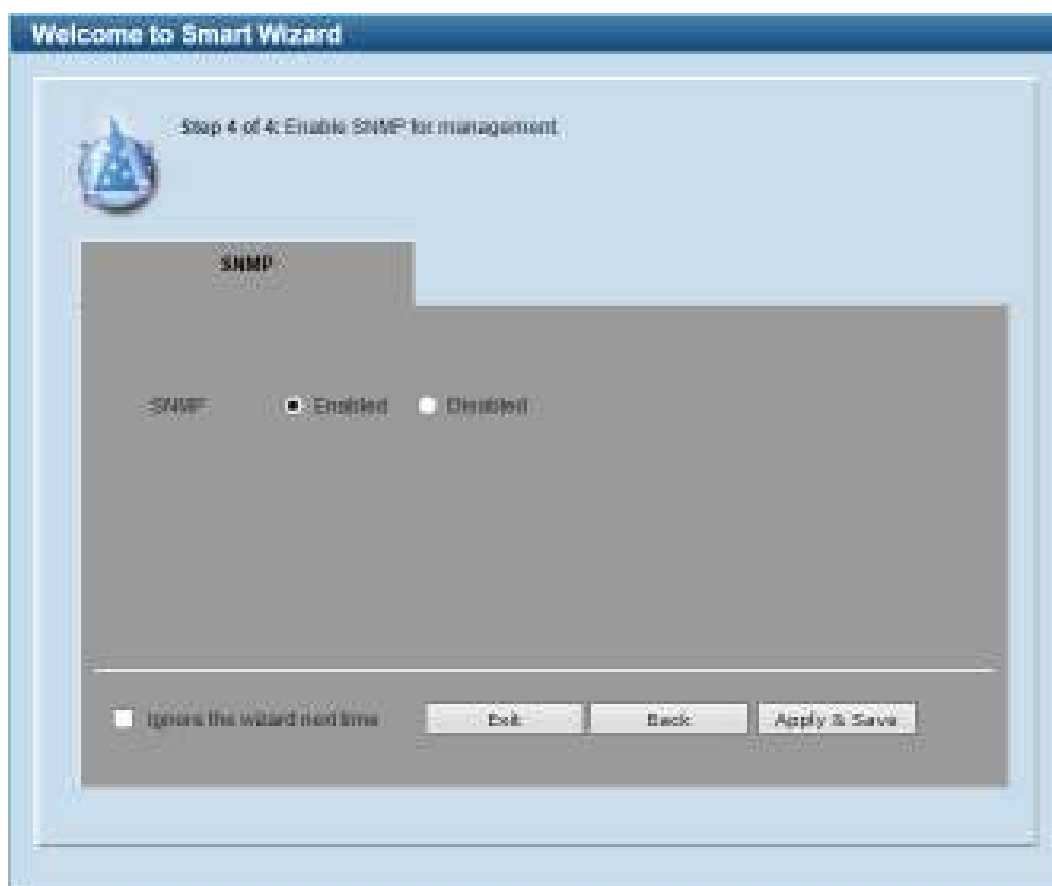 Welcome to Smart Wizard
Step 4 of 4: Enable SNMP for management.
SNMP
SNMP Enabled Disabled
Ignore the wizard next time Exit Back Apply & Save